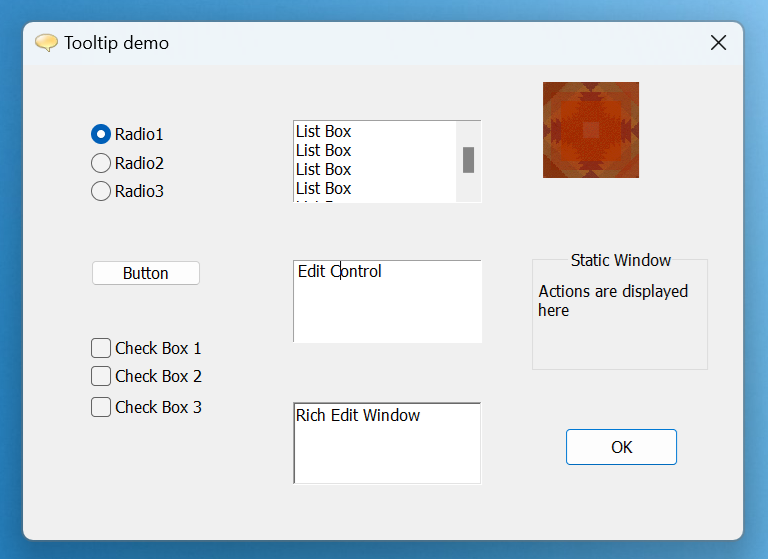 Tooltip demo
Radio1
Radio2
Radio3
List Box
List Box
List Box
List Box
Button
Edit Control
Static Window
Actions are displayed
here
Check Box 1
Check Box 2
Check Box 3
Rich Edit Window
OK